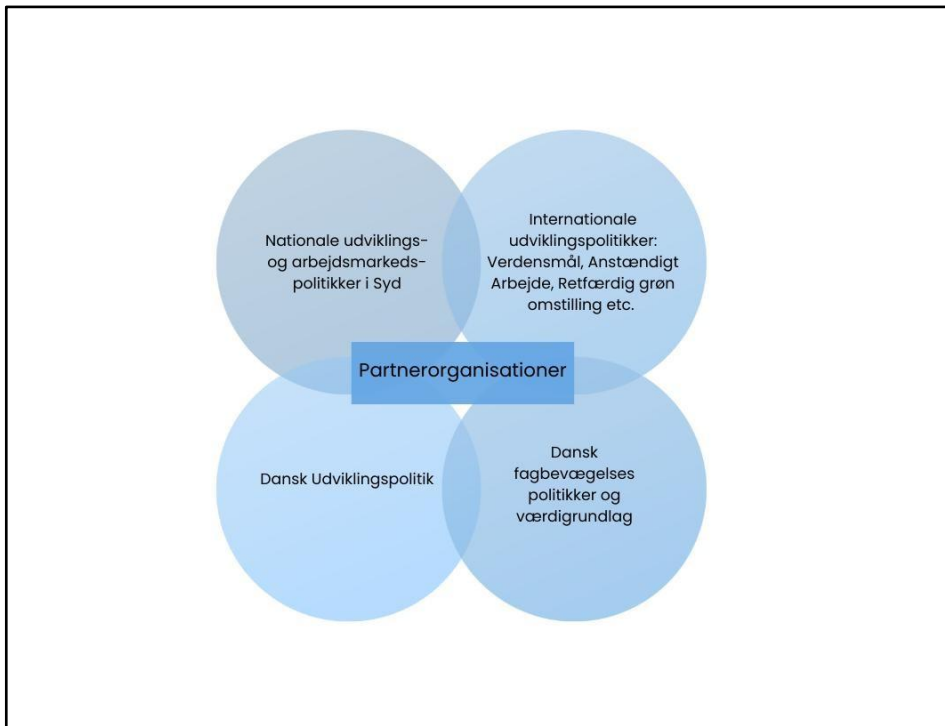 Nationale udviklings-
og arbejdsmarkeds-
politikker i Syd
Internationale
udviklingspolitikker:
Verdensmål, Anstændigt
Arbejde, Retfærdig grøn
omstilling etc.
Partnerorganisationer
Dansk Udviklingspolitik
Dansk
fagbevægelses
politikker og
værdigrundlag